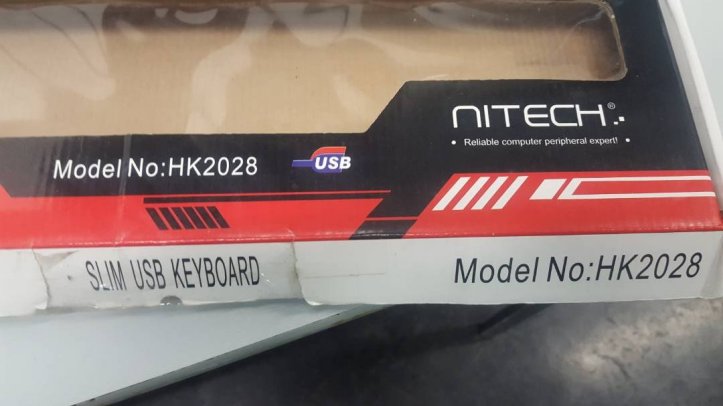 NITECH®
• Reliable computer peripheral expert! •
Model No:HK2028
USB
SLIM USB KEYBOARD
Model No:HK2028